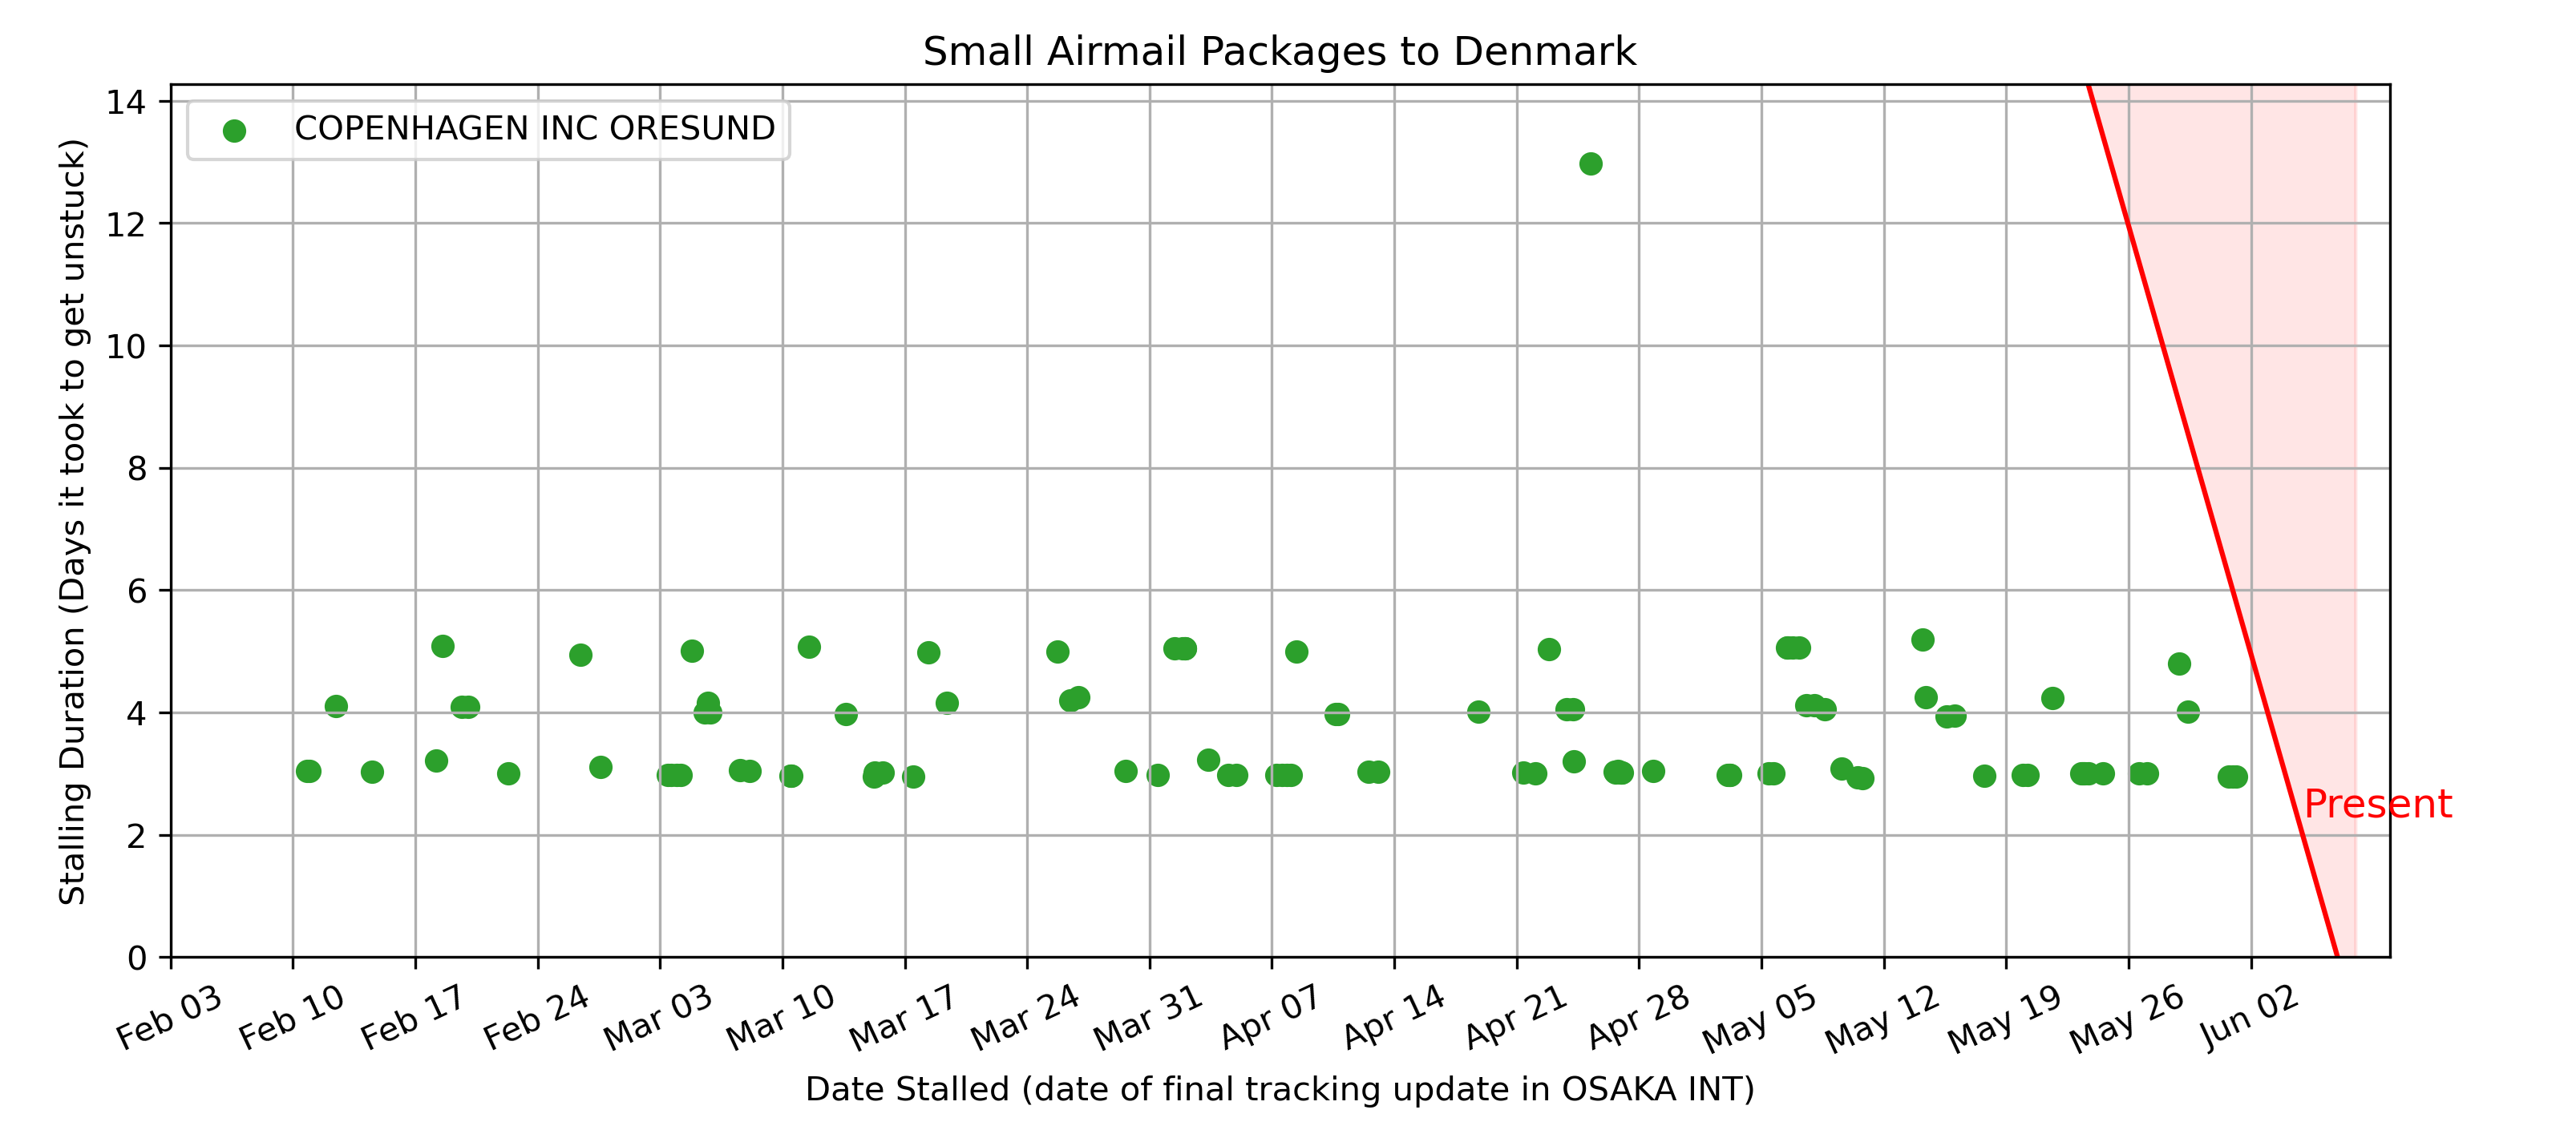 Small Airmail Packages to Denmark
COPENHAGEN INC ORESUND
Stalling Duration (Days it took to get unstuck)
14
12
10
8
6
4
2
0
Present
Feb 03
Feb 10
Feb 17
Feb 24
Mar 03
Mar 10
Mar 17
Mar 24
Mar 31
Apr 07
Apr 14
Apr 21
Apr 28
May 05
May 12
May 19
May 26
Jun 02
Date Stalled (date of final tracking update in OSAKA INT)